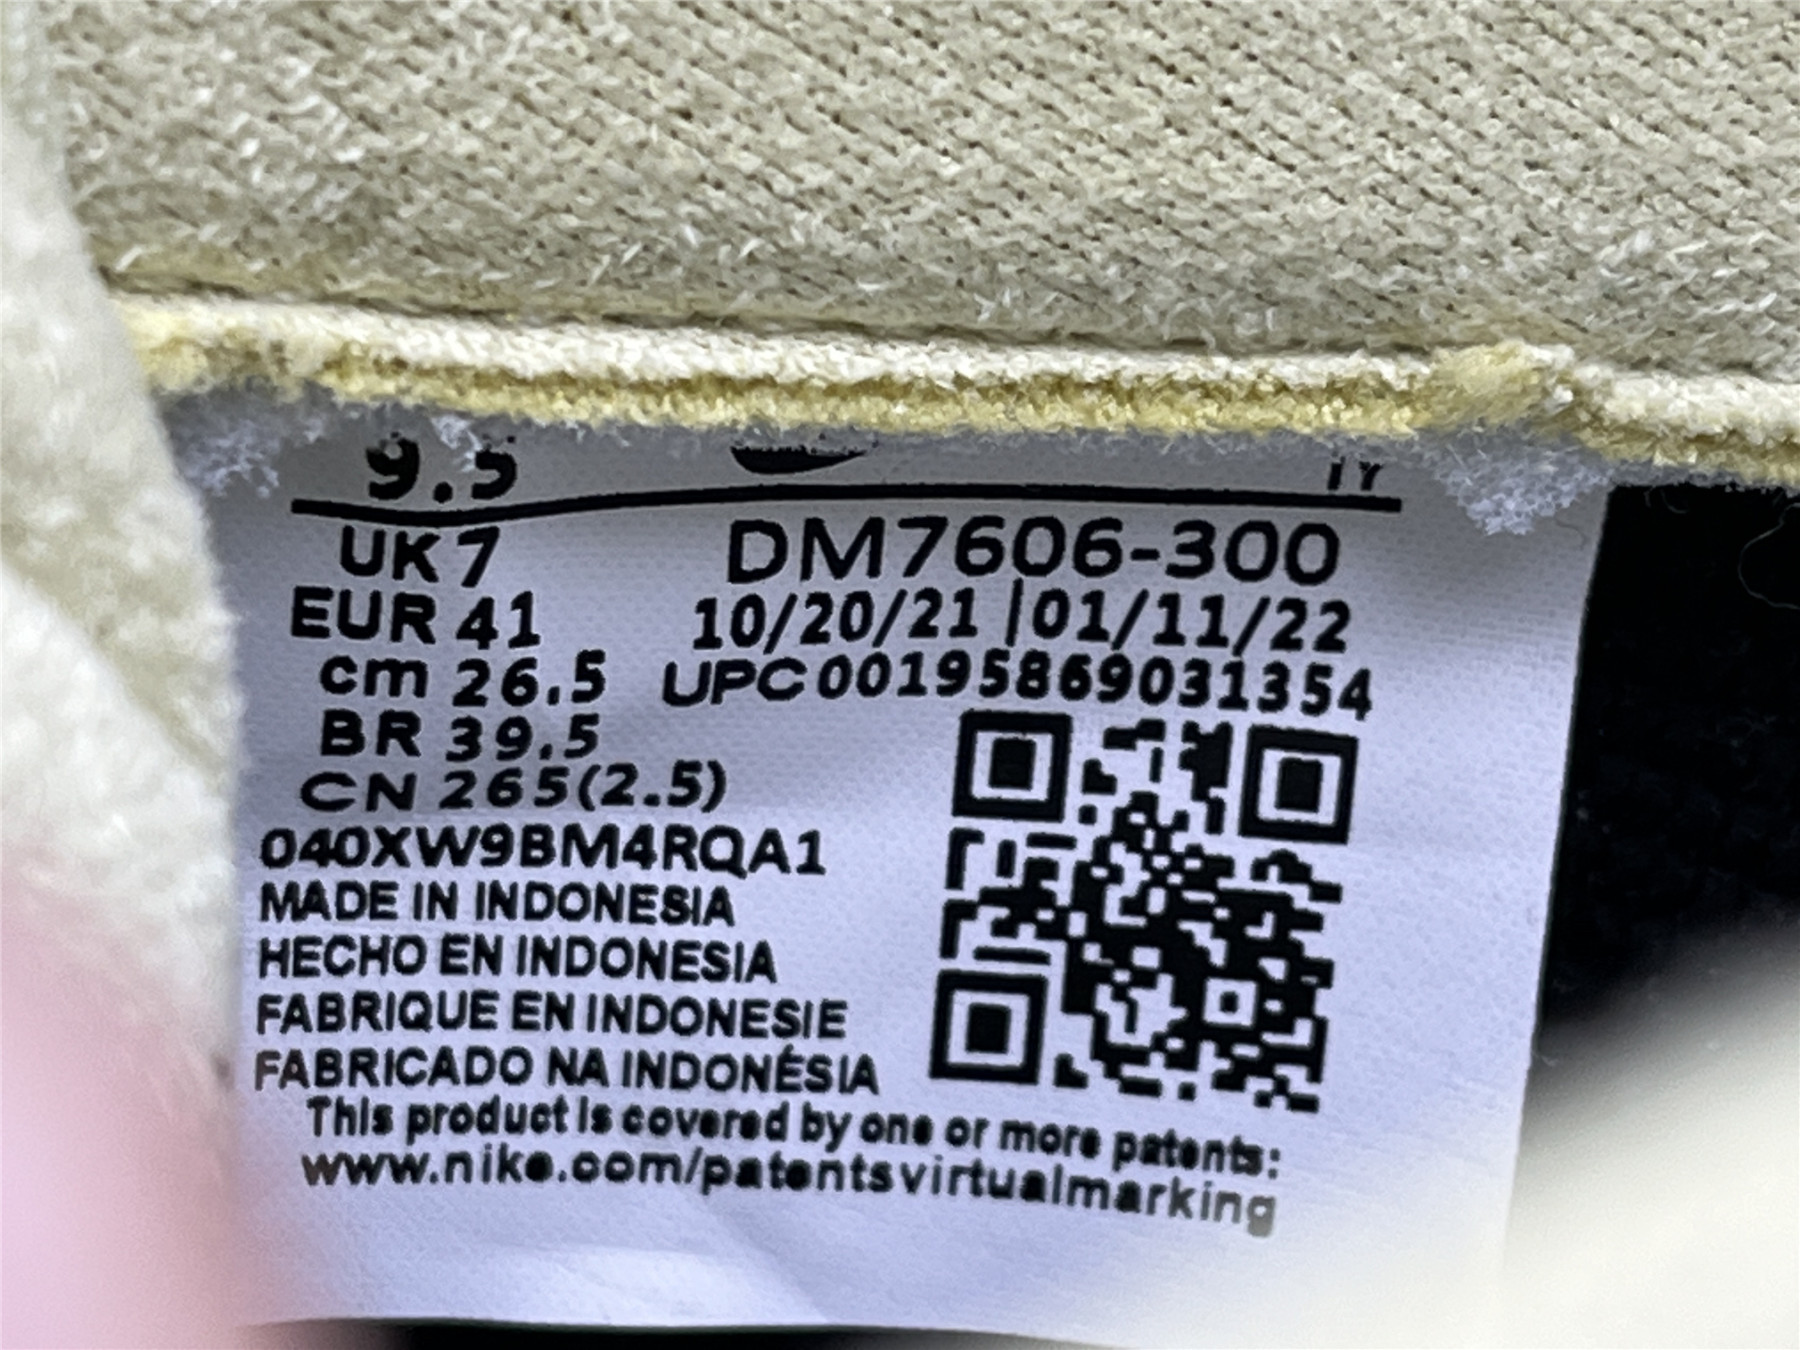 9.5
UK 7 DM7606-300
EUR 41 10/20/21 | 01/11/22
cm 26.5 UPC 00195869031354
BR 39.5
CN 265(2.5)
040XW9BM4RQA1
MADE IN INDONESIA
HECHO EN INDONESIA
FABRIQUE EN INDONESIE
FABRICADO NA INDONÉSIA
This product is covered by one or more patents:
www.nike.com/patentsvirtualmarking